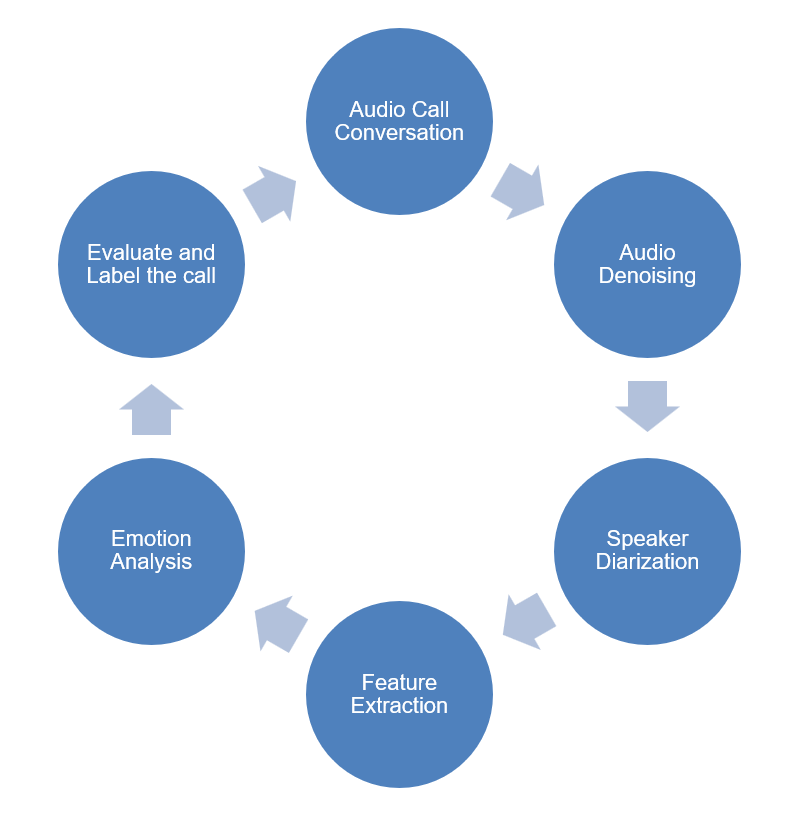 Audio Call
Conversation
Audio
Denoising
Speaker
Diarization
Feature
Extraction
Emotion
Analysis
Evaluate and
Label the call